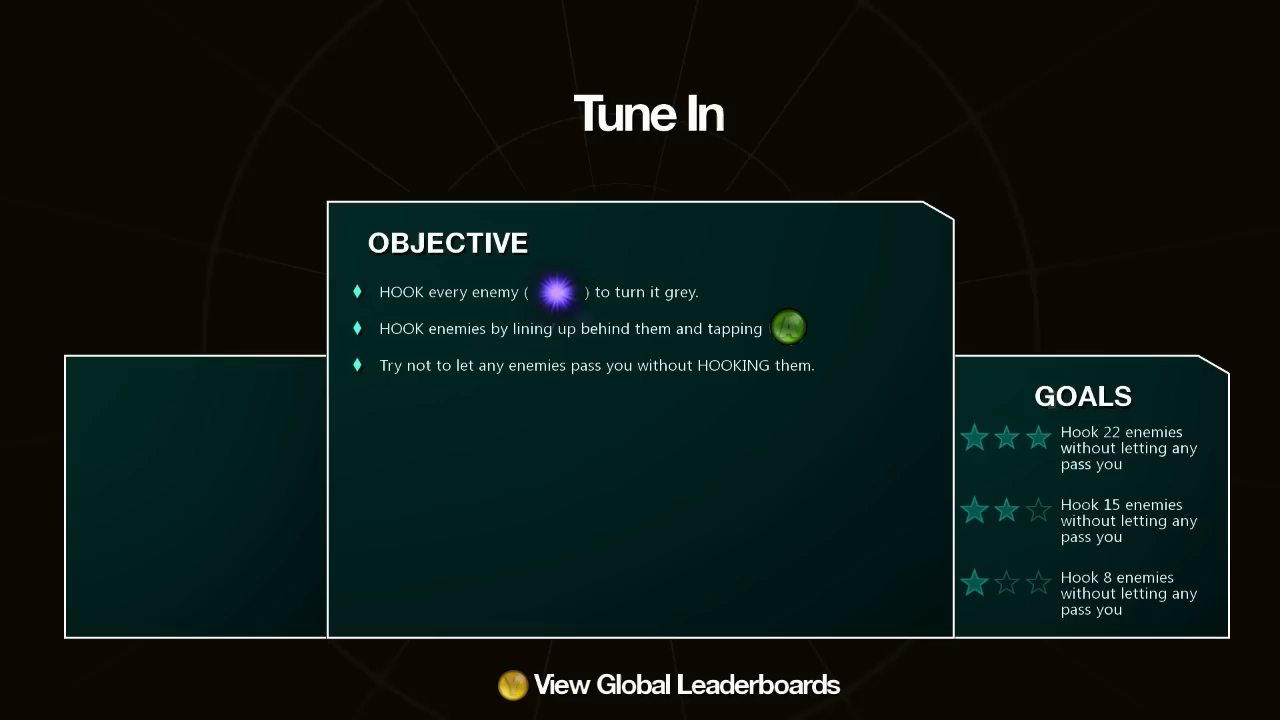 Tune In
OBJECTIVE
HOOK every enemy ( ) to turn it grey.
HOOK enemies by lining up behind them and tapping A
Try not to let any enemies pass you without HOOKING them.
GOALS
Hook 22 enemies
without letting any
pass you
Hook 15 enemies
without letting any
pass you
Hook 8 enemies
without letting any
pass you
Y View Global Leaderboards